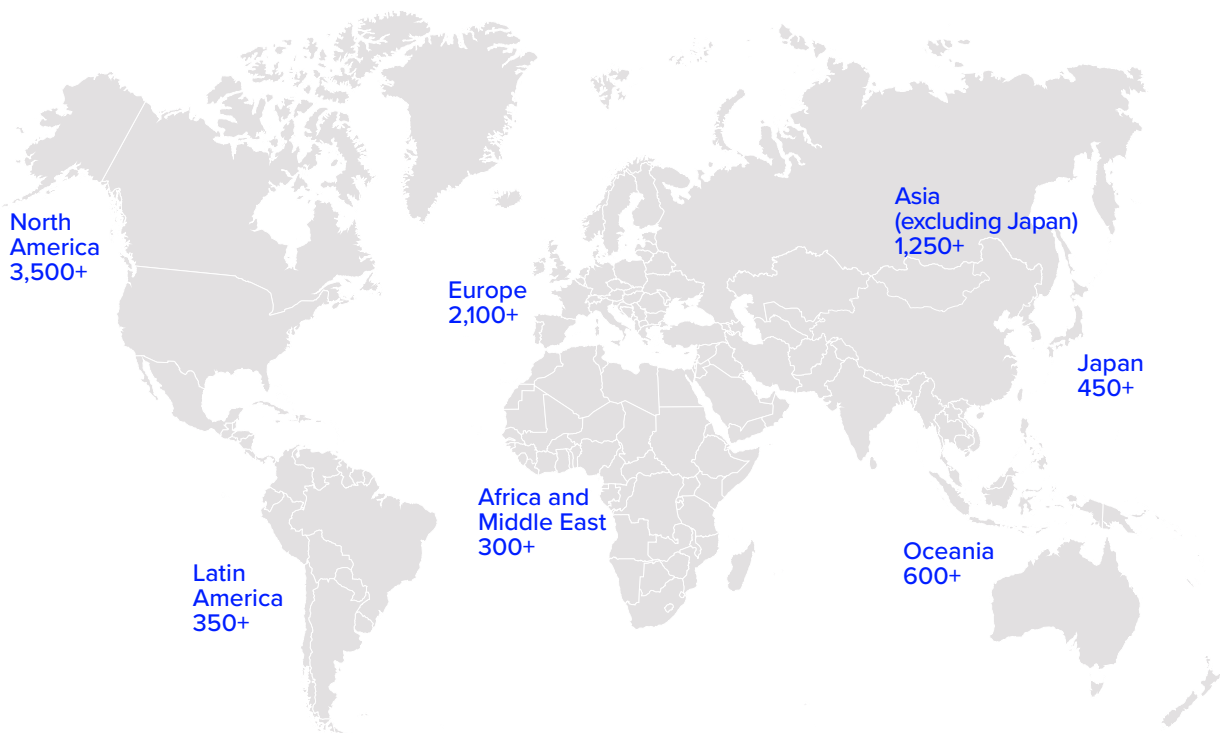 North
America
3,500+
Asia
(excluding Japan)
1,250+
Europe
2,100+
Japan
450+
Africa and
Middle East
300+
Oceania
600+
Latin
America
350+